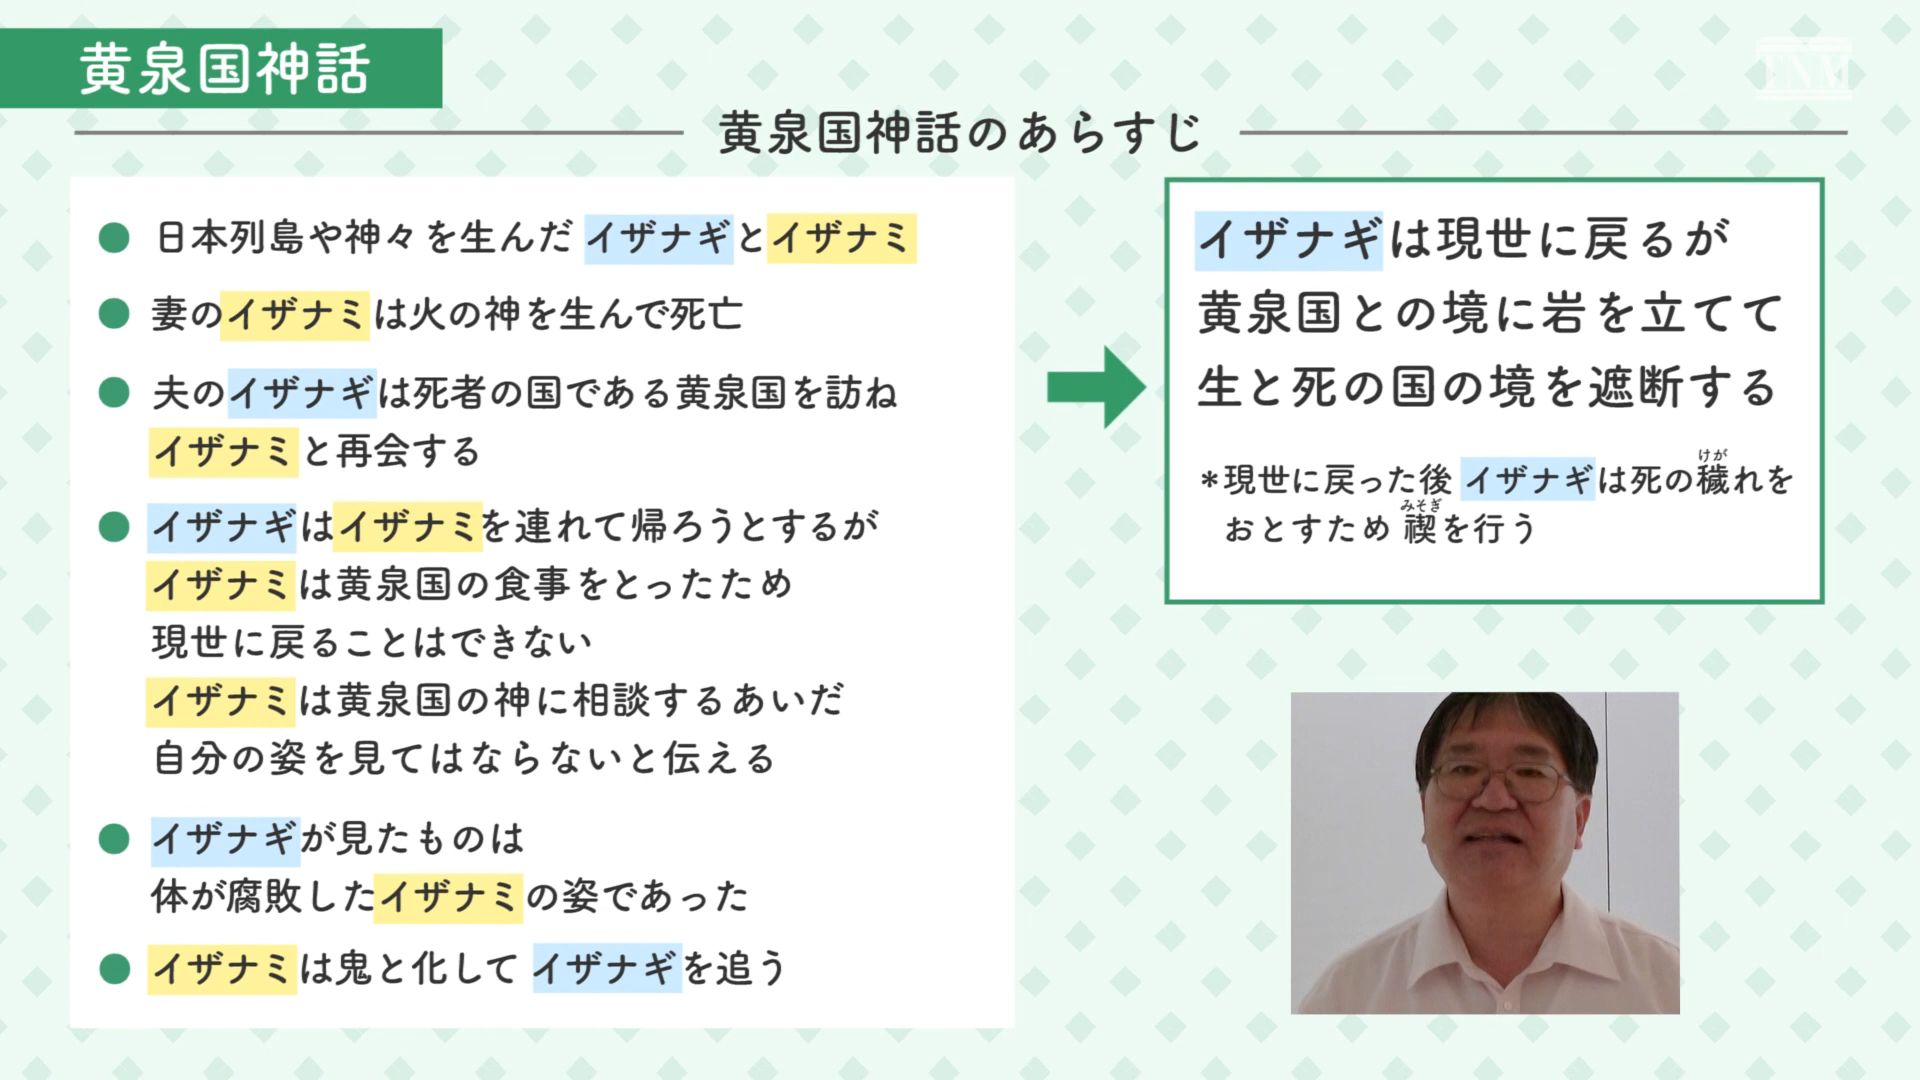 黄泉国神話
TNM
黄泉国神話のあらすじ
● 日本列島や神々を生んだ イザナギとイザナミ
● 妻のイザナミは火の神を生んで死亡
● 夫のイザナギは死者の国である黄泉国を訪ね
イザナミと再会する
● イザナギはイザナミを連れて帰ろうとするが
イザナミは黄泉国の食事をとったため
現世に戻ることはできない
イザナミは黄泉国の神に相談するあいだ
自分の姿を見てはならないと伝える
● イザナギが見たものは
体が腐敗したイザナミの姿であった
● イザナミは鬼と化して イザナギを追う
イザナギは現世に戻るが
黄泉国との境に岩を立てて
生と死の国の境を遮断する
けが
*現世に戻った後 イザナギは死の穢れを
みそぎ
おとすため 禊を行う